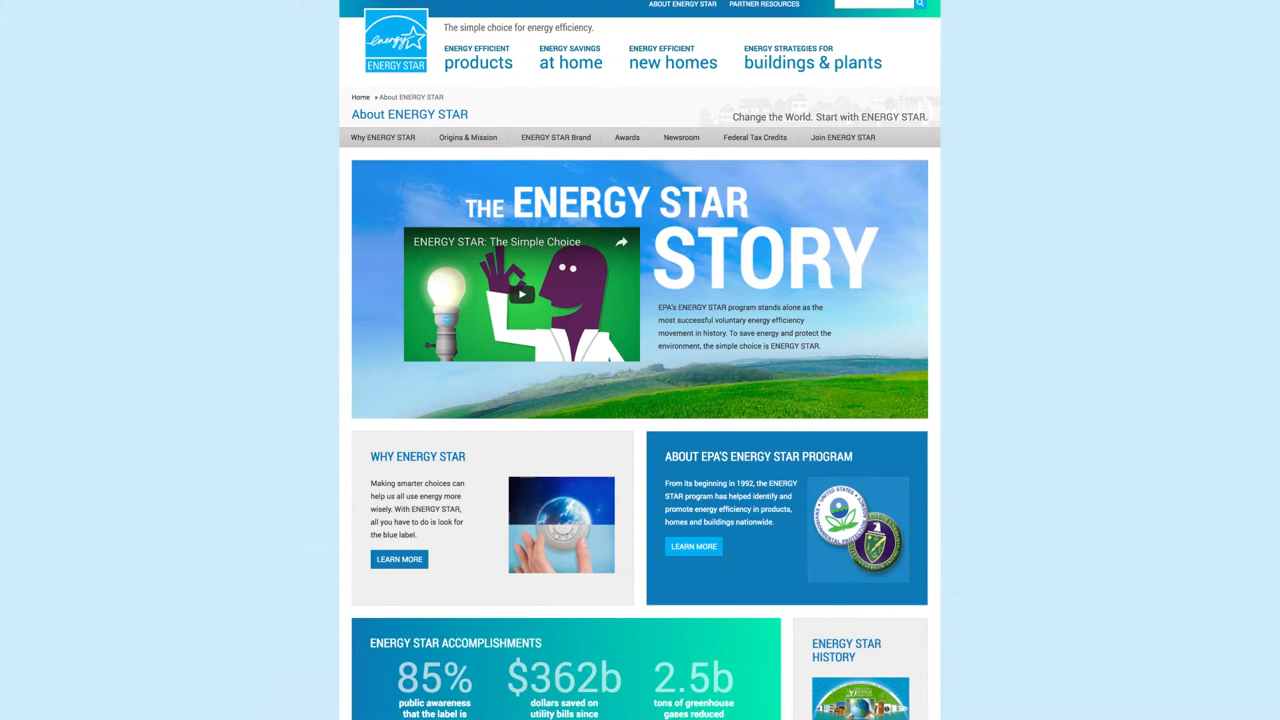 ABOUT ENERGY STAR
PARTNER RESOURCES
energy
ENERGY STAR
The simple choice for energy efficiency.
ENERGY EFFICIENT
products
ENERGY SAVINGS
at home
ENERGY EFFICIENT
new homes
ENERGY STRATEGIES FOR
buildings & plants
Home » About ENERGY STAR
About ENERGY STAR
Change the World. Start with ENERGY STAR.
Why ENERGY STAR
Origins & Mission
ENERGY STAR Brand
Awards
Newsroom
Federal Tax Credits
Join ENERGY STAR
THE ENERGY STAR
STORY
ENERGY STAR: The Simple Choice
EPA's ENERGY STAR program stands alone as the
most successful voluntary energy efficiency
movement in history. To save energy and protect the
environment, the simple choice is ENERGY STAR.
WHY ENERGY STAR
Making smarter choices can
help us all use energy more
wisely. With ENERGY STAR,
all you have to do is look for
the blue label.
LEARN MORE
ABOUT EPA'S ENERGY STAR PROGRAM
From its beginning in 1992, the ENERGY
STAR program has helped identify and
promote energy efficiency in products,
homes and buildings nationwide.
LEARN MORE
UNITED STATES
ENERGY STAR ACCOMPLISHMENTS
85%
public awareness
that the label is
$362b
dollars saved on
utility bills since
2.5b
tons of greenhouse
gases reduced
ENERGY STAR
HISTORY